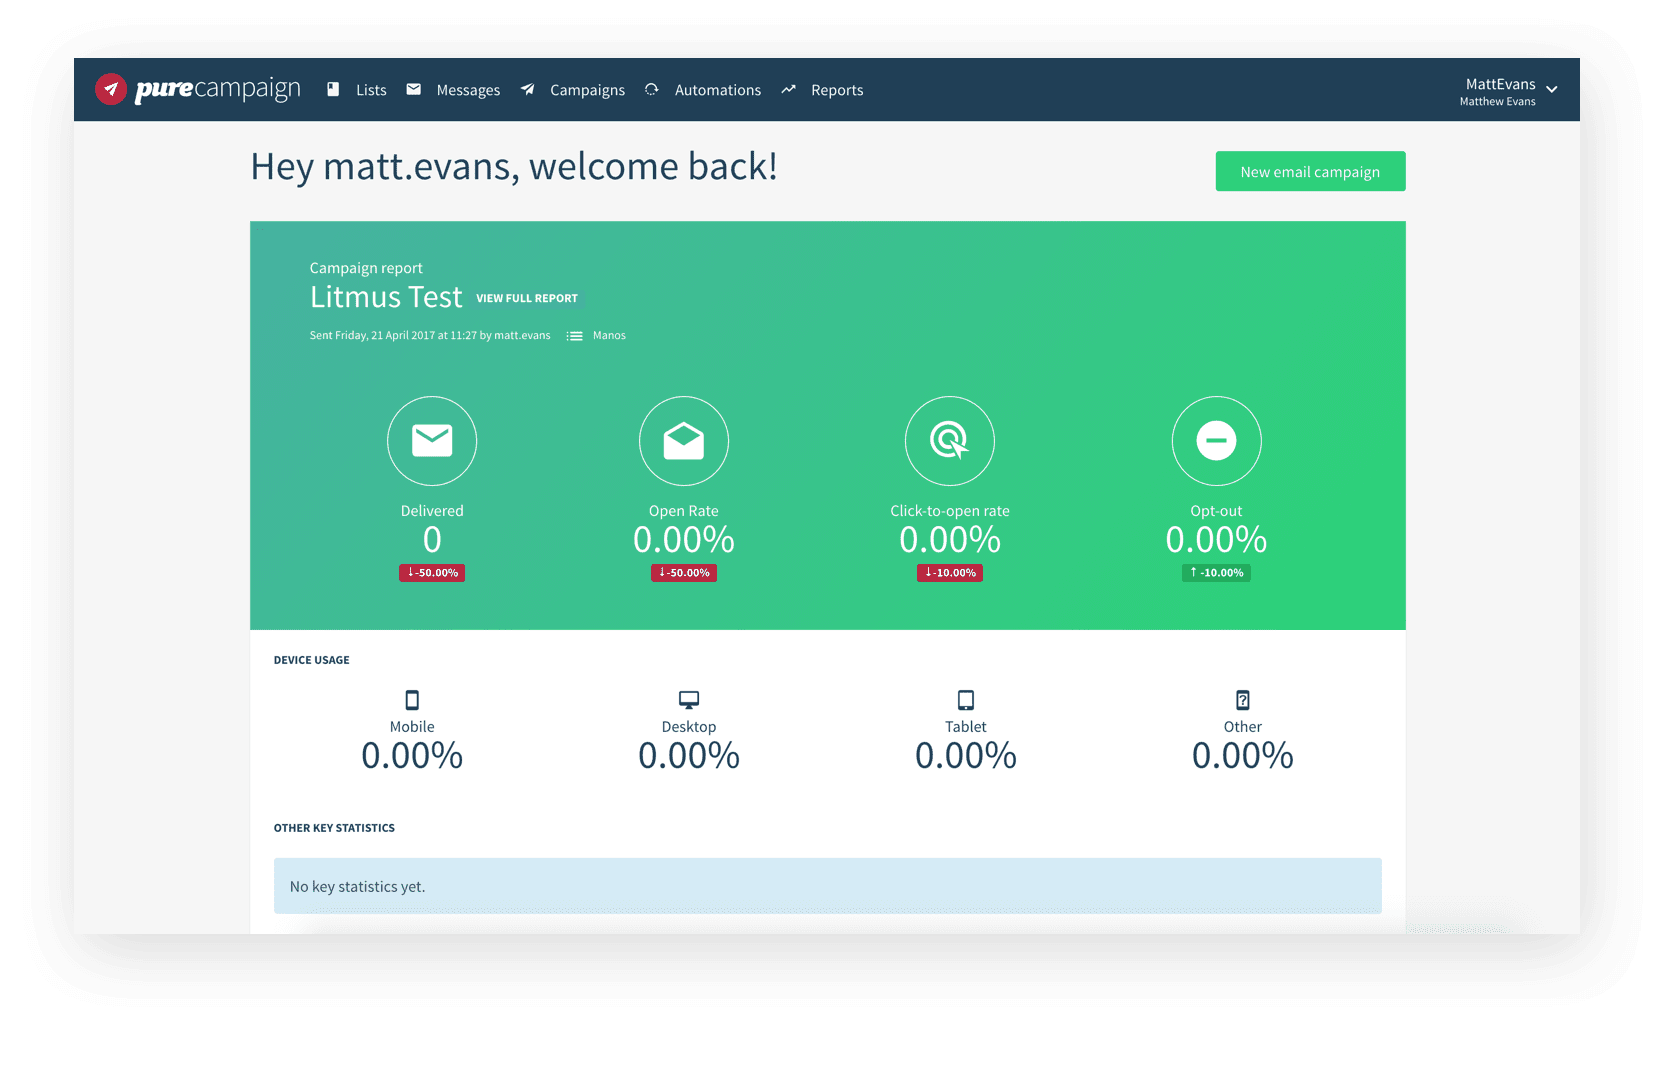 purecampaign Lists Messages Campaigns Automations Reports MattEvans
Matthew Evans
Hey matt.evans, welcome back!
New email campaign
Campaign report
Litmus Test VIEW FULL REPORT
Sent Friday, 21 April 2017 at 11:27 by matt.evans Manos
Delivered Open Rate Click-to-open rate Opt-out
0 0.00% 0.00% 0.00%
↓-50.00% ↓-50.00% ↓-10.00% ↑ -10.00%
DEVICE USAGE
Mobile Desktop Tablet Other
0.00% 0.00% 0.00% 0.00%
OTHER KEY STATISTICS
No key statistics yet.